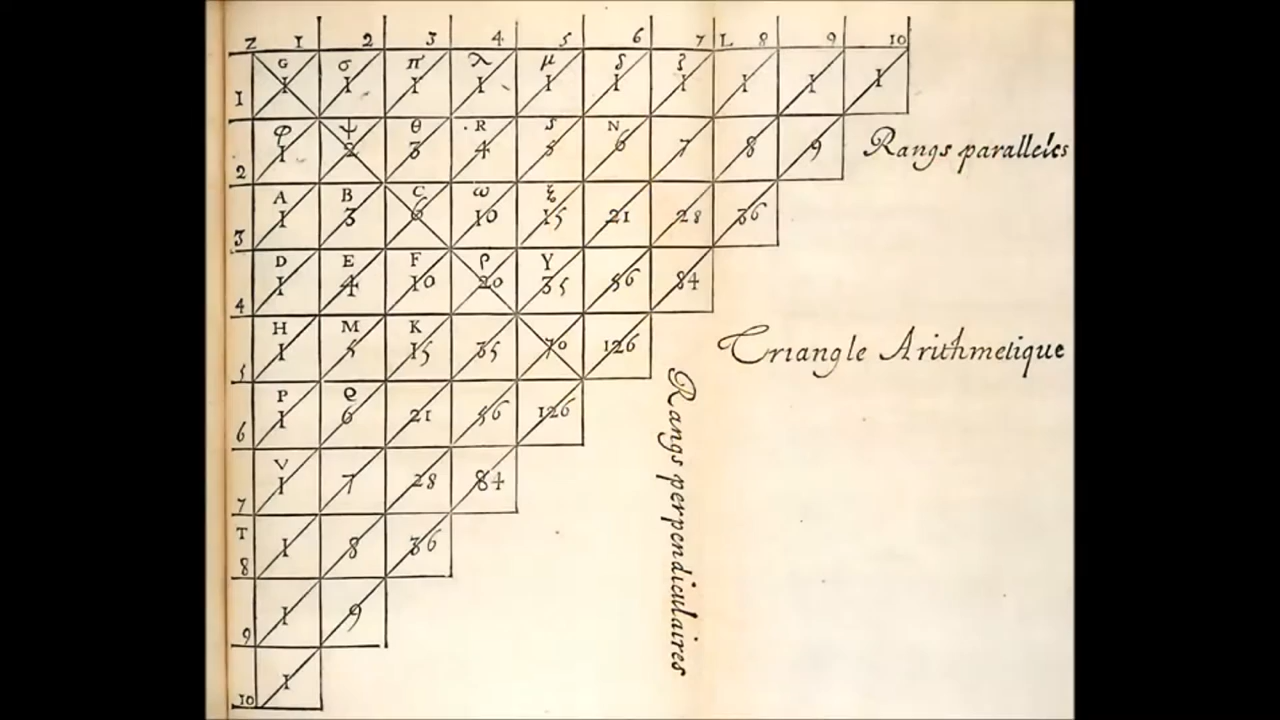 Z 1 2 3 4 5 6 7 L 8 9 10
G σ π λ μ δ ζ
1 1 1 1 1 1 1 1 1 1 1
φ ψ θ R S N
2 1 2 3 4 5 6 7 8 9
Rangs paralleles
A B C ω ξ
3 1 3 6 10 15 21 28 36
D E F ρ Y
4 1 4 10 20 35 56 84
H M K
5 1 5 15 35 70 126
Triangle Arithmetique
P Q
6 1 6 21 56 126
V
7 1 7 28 84
T
8 1 8 36
9 1 9
10 1
Rangs perpendiculaires